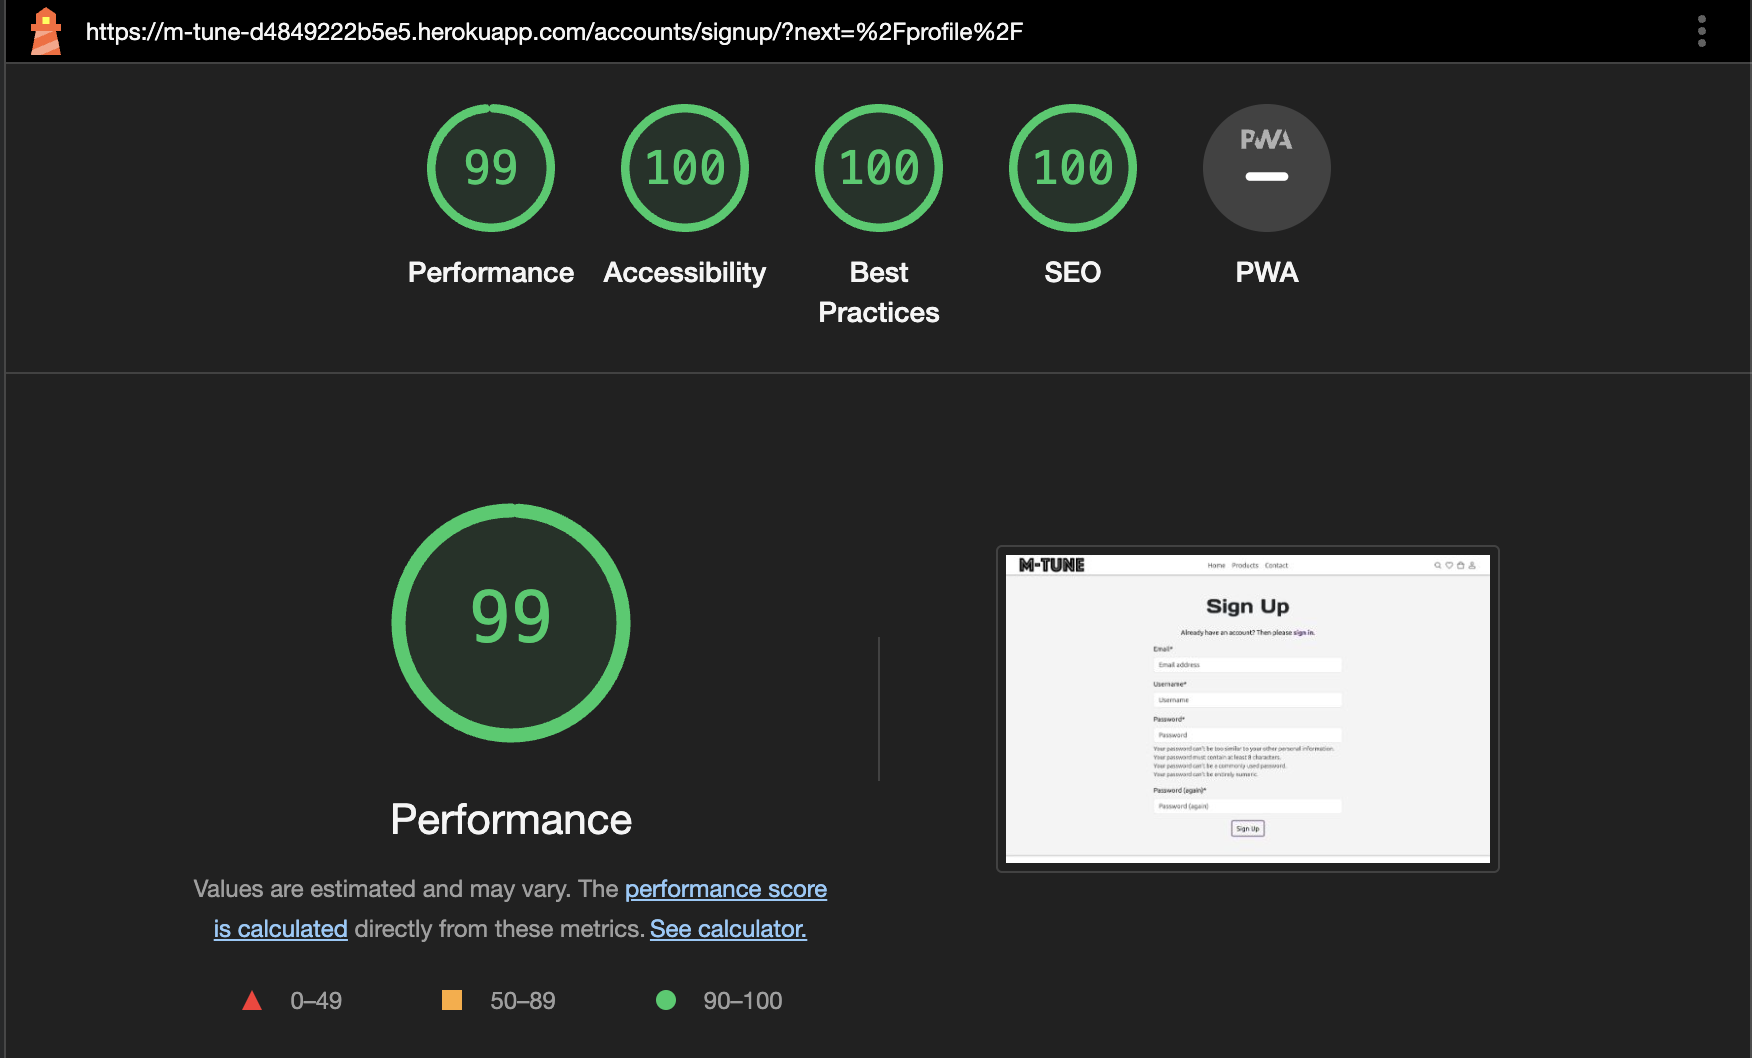 https://m-tune-d4849222b5e5.herokuapp.com/accounts/signup/?next=%2Fprofile%2F
99 100 100 100 PWA
Performance Accessibility Best Practices SEO PWA
99
Performance
Values are estimated and may vary. The performance score
is calculated directly from these metrics. See calculator.
0–49 50–89 90–100
M-TUNE Home Products Contact
Sign Up
Already have an account? Then please sign in.
Email*
Email address
Username*
Username
Password*
Password
Your password can't be too similar to your other personal information.
Your password must contain at least 8 characters.
Your password can't be a commonly used password.
Your password can't be entirely numeric.
Password (again)*
Password (again)
Sign Up